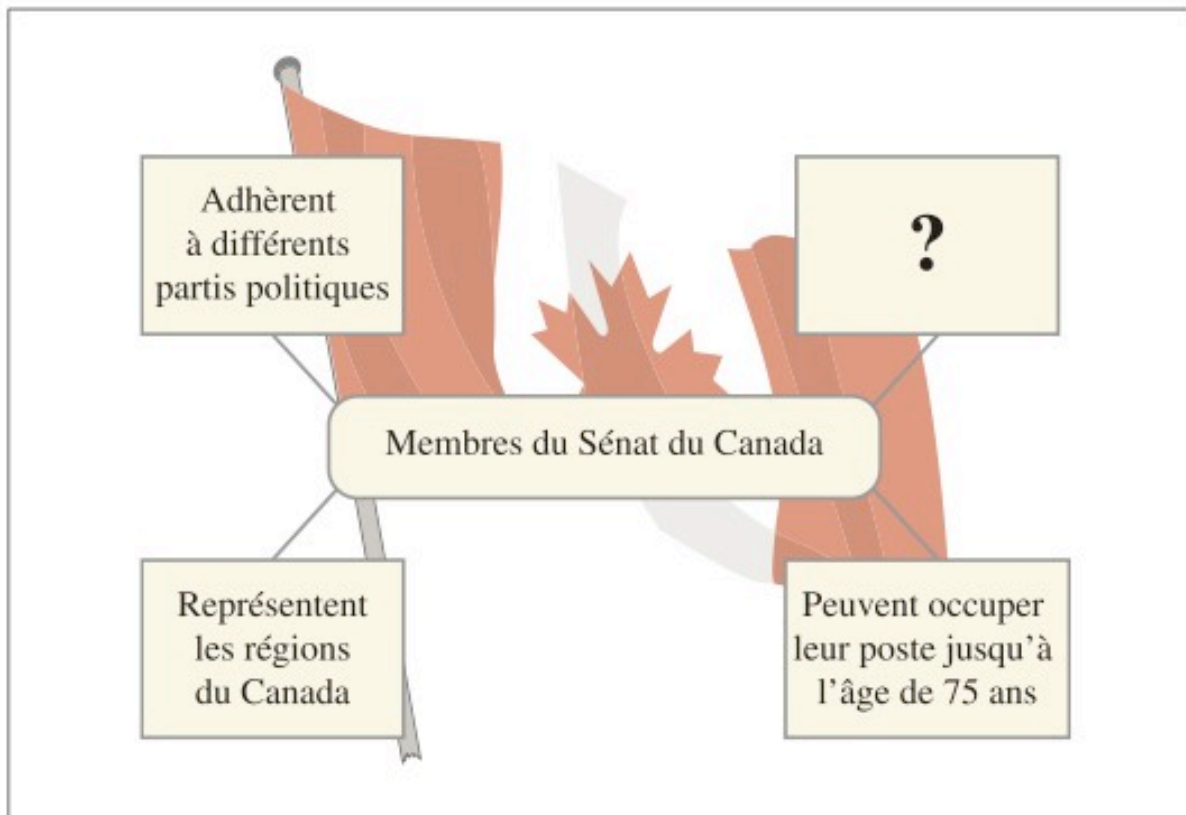 Adhèrent
à différents
partis politiques
?
Membres du Sénat du Canada
Représentent
les régions
du Canada
Peuvent occuper
leur poste jusqu’à
l’âge de 75 ans